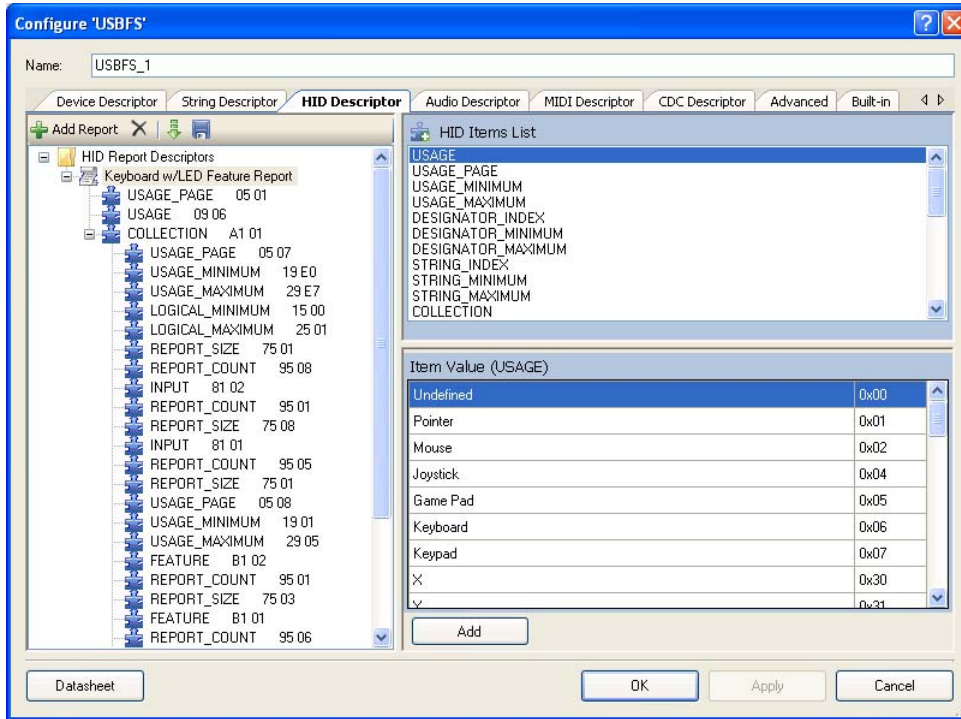 Configure 'USBFS'
Name: USBFS_1
Device Descriptor String Descriptor HID Descriptor Audio Descriptor MIDI Descriptor CDC Descriptor Advanced Built-in
Add Report
HID Report Descriptors
Keyboard w/LED Feature Report
USAGE_PAGE 05 01
USAGE 09 06
COLLECTION A1 01
USAGE_PAGE 05 07
USAGE_MINIMUM 19 E0
USAGE_MAXIMUM 29 E7
LOGICAL_MINIMUM 15 00
LOGICAL_MAXIMUM 25 01
REPORT_SIZE 75 01
REPORT_COUNT 95 08
INPUT 81 02
REPORT_COUNT 95 01
REPORT_SIZE 75 08
INPUT 81 01
REPORT_COUNT 95 05
REPORT_SIZE 75 01
USAGE_PAGE 05 08
USAGE_MINIMUM 19 01
USAGE_MAXIMUM 29 05
FEATURE B1 02
REPORT_COUNT 95 01
REPORT_SIZE 75 03
FEATURE B1 01
REPORT_COUNT 95 06
HID Items List
USAGE
USAGE_PAGE
USAGE_MINIMUM
USAGE_MAXIMUM
DESIGNATOR_INDEX
DESIGNATOR_MINIMUM
DESIGNATOR_MAXIMUM
STRING_INDEX
STRING_MINIMUM
STRING_MAXIMUM
COLLECTION
Item Value (USAGE)
Undefined 0x00
Pointer 0x01
Mouse 0x02
Joystick 0x04
Game Pad 0x05
Keyboard 0x06
Keypad 0x07
X 0x30
Y 0x31
Add
Datasheet OK Apply Cancel